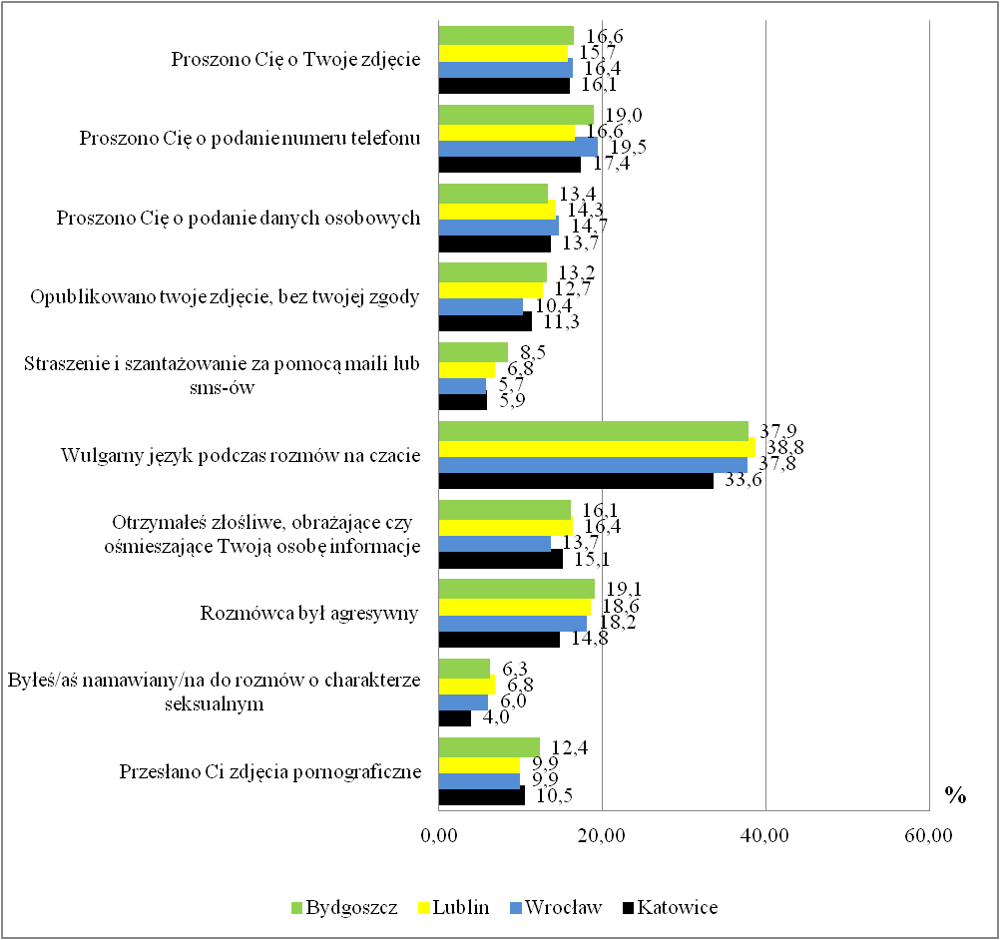 Proszono Cię o Twoje zdjęcie
16,6
15,7
16,4
16,1
Proszono Cię o podanie numeru telefonu
19,0
16,6
19,5
17,4
Proszono Cię o podanie danych osobowych
13,4
14,3
14,7
13,7
Opublikowano twoje zdjęcie, bez twojej zgody
13,2
12,7
10,4
11,3
Straszenie i szantażowanie za pomocą maili lub
sms-ów
8,5
6,8
5,7
5,9
Wulgarny język podczas rozmów na czacie
37,9
38,8
37,8
33,6
Otrzymałeś złośliwe, obrażające czy
ośmieszające Twoją osobę informacje
16,1
16,4
13,7
15,1
Rozmówca był agresywny
19,1
18,6
18,2
14,8
Byłeś/aś namawiany/na do rozmów o charakterze
seksualnym
6,3
6,8
6,0
4,0
Przesłano Ci zdjęcia pornograficzne
12,4
9,9
9,9
10,5
%
0,00 20,00 40,00 60,00
Bydgoszcz Lublin Wrocław Katowice